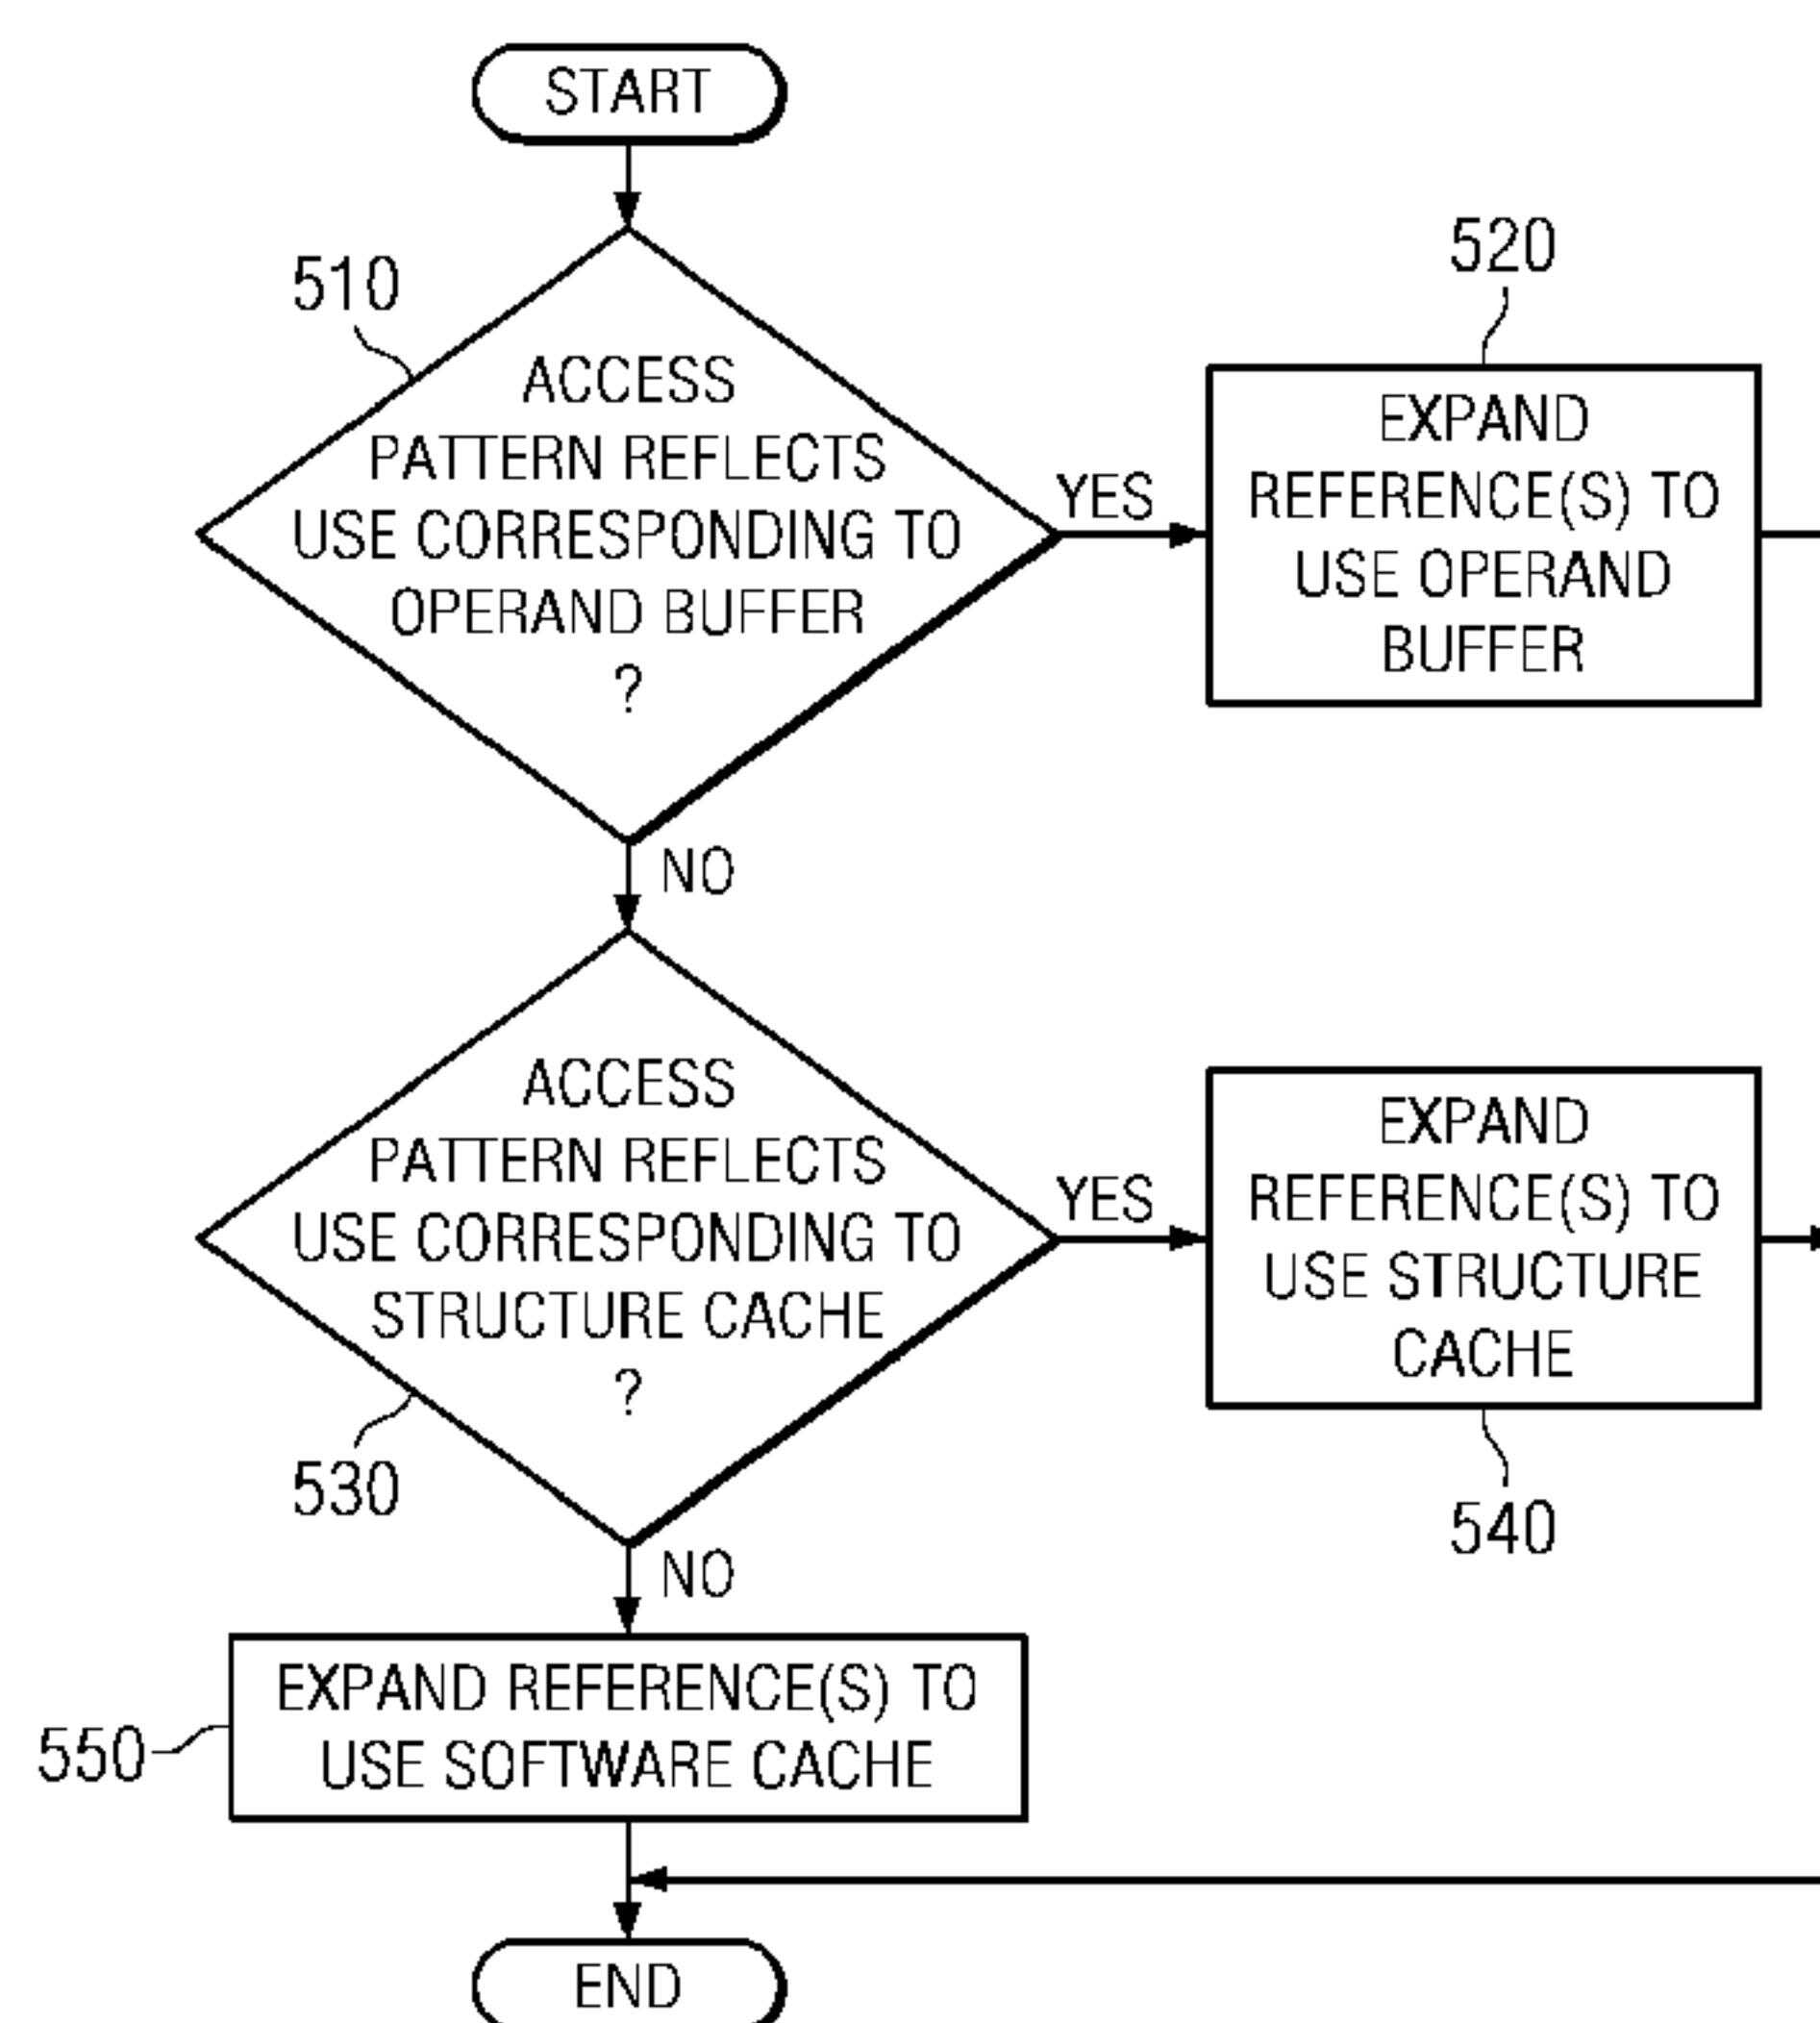 START
510
ACCESS
PATTERN REFLECTS
USE CORRESPONDING TO
OPERAND BUFFER
?
YES
520
EXPAND
REFERENCE(S) TO
USE OPERAND
BUFFER
NO
ACCESS
PATTERN REFLECTS
USE CORRESPONDING TO
STRUCTURE CACHE
?
530
YES
EXPAND
REFERENCE(S) TO
USE STRUCTURE
CACHE
540
NO
550
EXPAND REFERENCE(S) TO
USE SOFTWARE CACHE
END